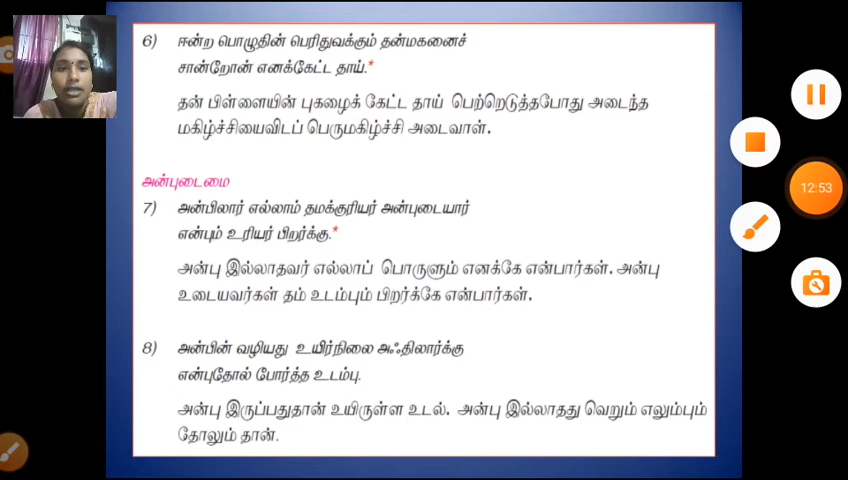 6) ஈன்ற பொழுதின் பெரிதுவக்கும் தன்மகனைச்
சான்றோன் எனக்கேட்ட தாய்.*
தன் பிள்ளையின் புகழைக் கேட்ட தாய் பெற்றெடுத்தபோது அடைந்த
மகிழ்ச்சியைவிடப் பெருமகிழ்ச்சி அடைவாள்.
அன்புடைமை
7) அன்பிலார் எல்லாம் தமக்குரியர் அன்புடையார்
என்பும் உரியர் பிறர்க்கு.*
அன்பு இல்லாதவர் எல்லாப் பொருளும் எனக்கே என்பார்கள். அன்பு
உடையவர்கள் தம் உடம்பும் பிறர்க்கே என்பார்கள்.
8) அன்பின் வழியது உயிர்நிலை அஃதிலார்க்கு
என்புதோல் போர்த்த உடம்பு.
அன்பு இருப்பதுதான் உயிருள்ள உடல். அன்பு இல்லாதது வெறும் எலும்பும்
தோலும் தான்.
12:53